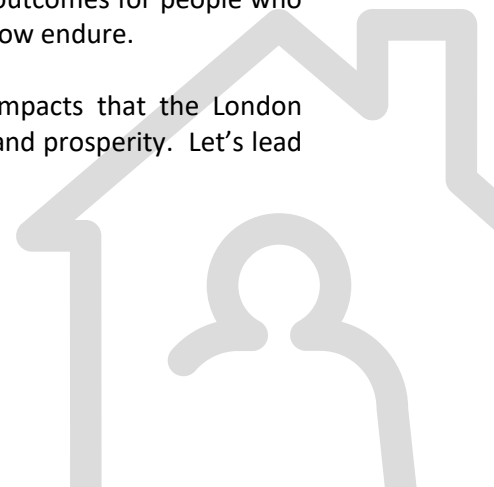 outcomes for people who
ow endure.
mpacts that the London
and prosperity. Let's lead